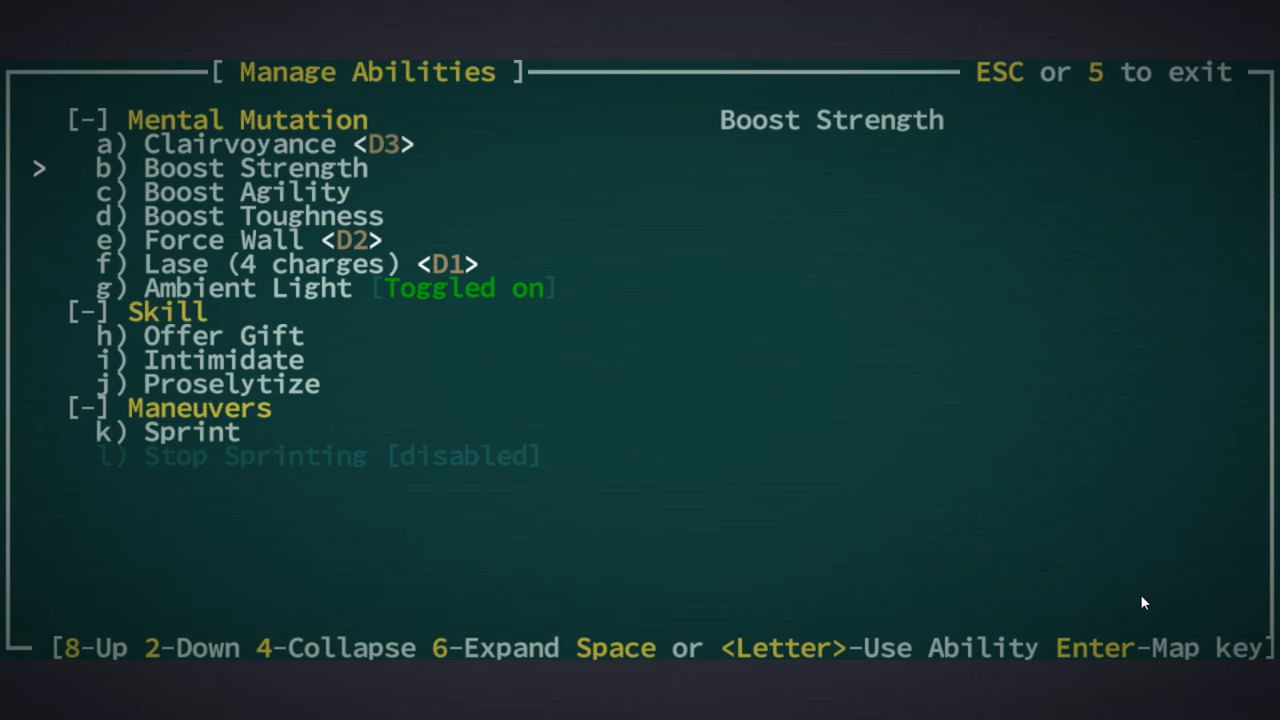 [ Manage Abilities ] ESC or 5 to exit
[-] Mental Mutation Boost Strength
a) Clairvoyance <D3>
> b) Boost Strength
c) Boost Agility
d) Boost Toughness
e) Force Wall <D2>
f) Lase (4 charges) <D1>
g) Ambient Light [Toggled on]
[-] Skill
h) Offer Gift
i) Intimidate
j) Proselytize
[-] Maneuvers
k) Sprint
l) Stop Sprinting [disabled]
[8-Up 2-Down 4-Collapse 6-Expand Space or <Letter>-Use Ability Enter-Map key]